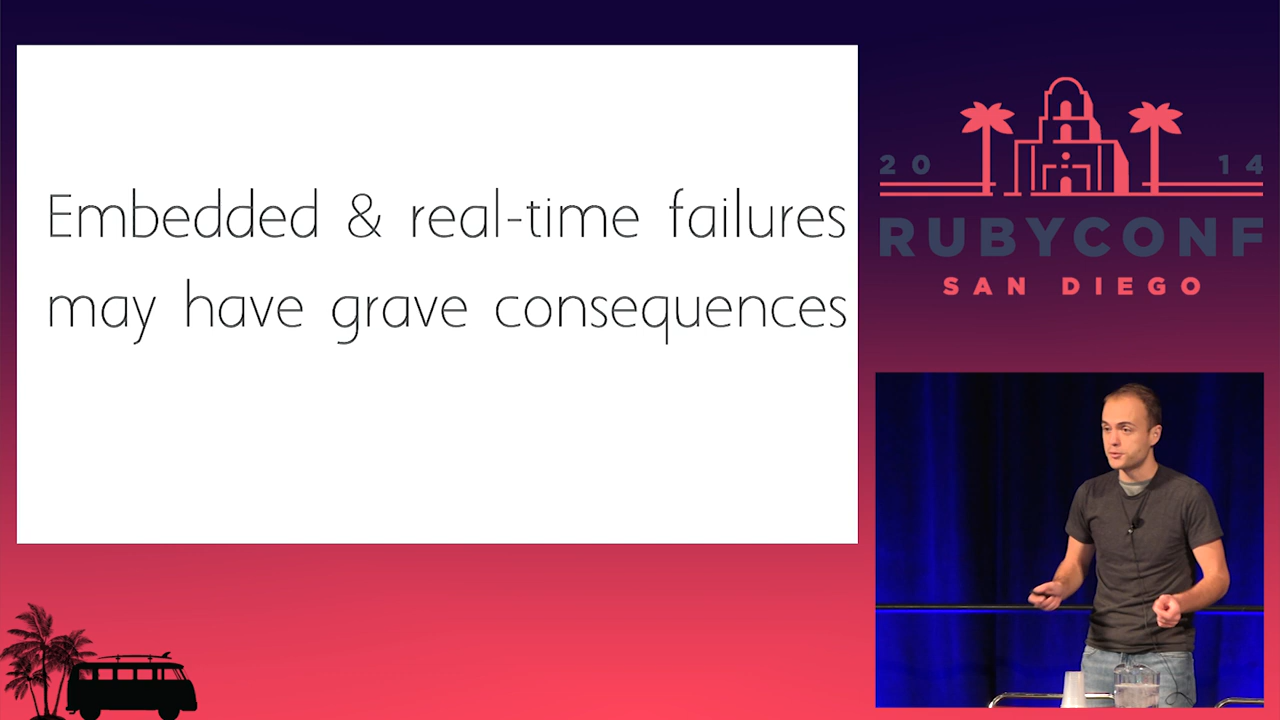 Embedded & real-time failures
may have grave consequences
20 14
RUBYCONF
SAN DIEGO